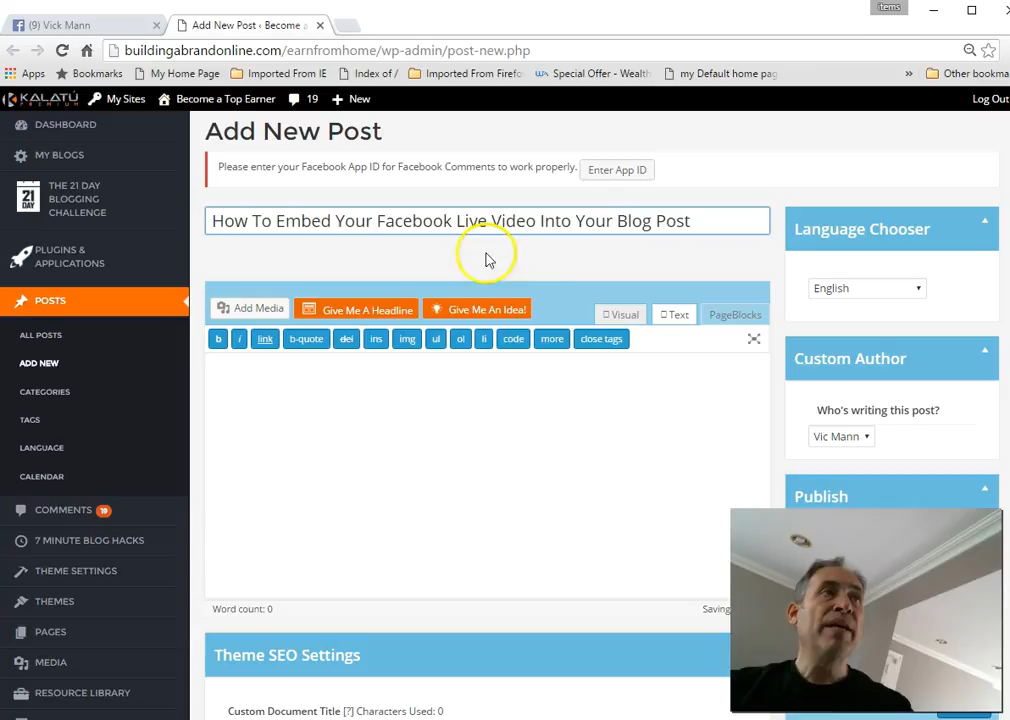 items
(9) Vick Mann
Add New Post ‹ Become a
buildingabrandonline.com/earnfromhome/wp-admin/post-new.php
Apps Bookmarks My Home Page Imported From IE Index of / Imported From Firefo Special Offer - Wealth my Default home pag » Other bookma
KALATU PREMIUM My Sites Become a Top Earner 19 New Log Out
DASHBOARD
MY BLOGS
21 DAY
THE 21 DAY
BLOGGING
CHALLENGE
PLUGINS &
APPLICATIONS
POSTS
ALL POSTS
ADD NEW
CATEGORIES
TAGS
LANGUAGE
CALENDAR
COMMENTS 19
7 MINUTE BLOG HACKS
THEME SETTINGS
THEMES
PAGES
MEDIA
RESOURCE LIBRARY
Add New Post
Please enter your Facebook App ID for Facebook Comments to work properly. Enter App ID
How To Embed Your Facebook Live Video Into Your Blog Post
Add Media Give Me A Headline Give Me An Idea! Visual Text PageBlocks
b i link b-quote del ins img ul ol li code more close tags
Word count: 0 Saving
Theme SEO Settings
Custom Document Title [?] Characters Used: 0
Language Chooser
English
Custom Author
Who's writing this post?
Vic Mann
Publish